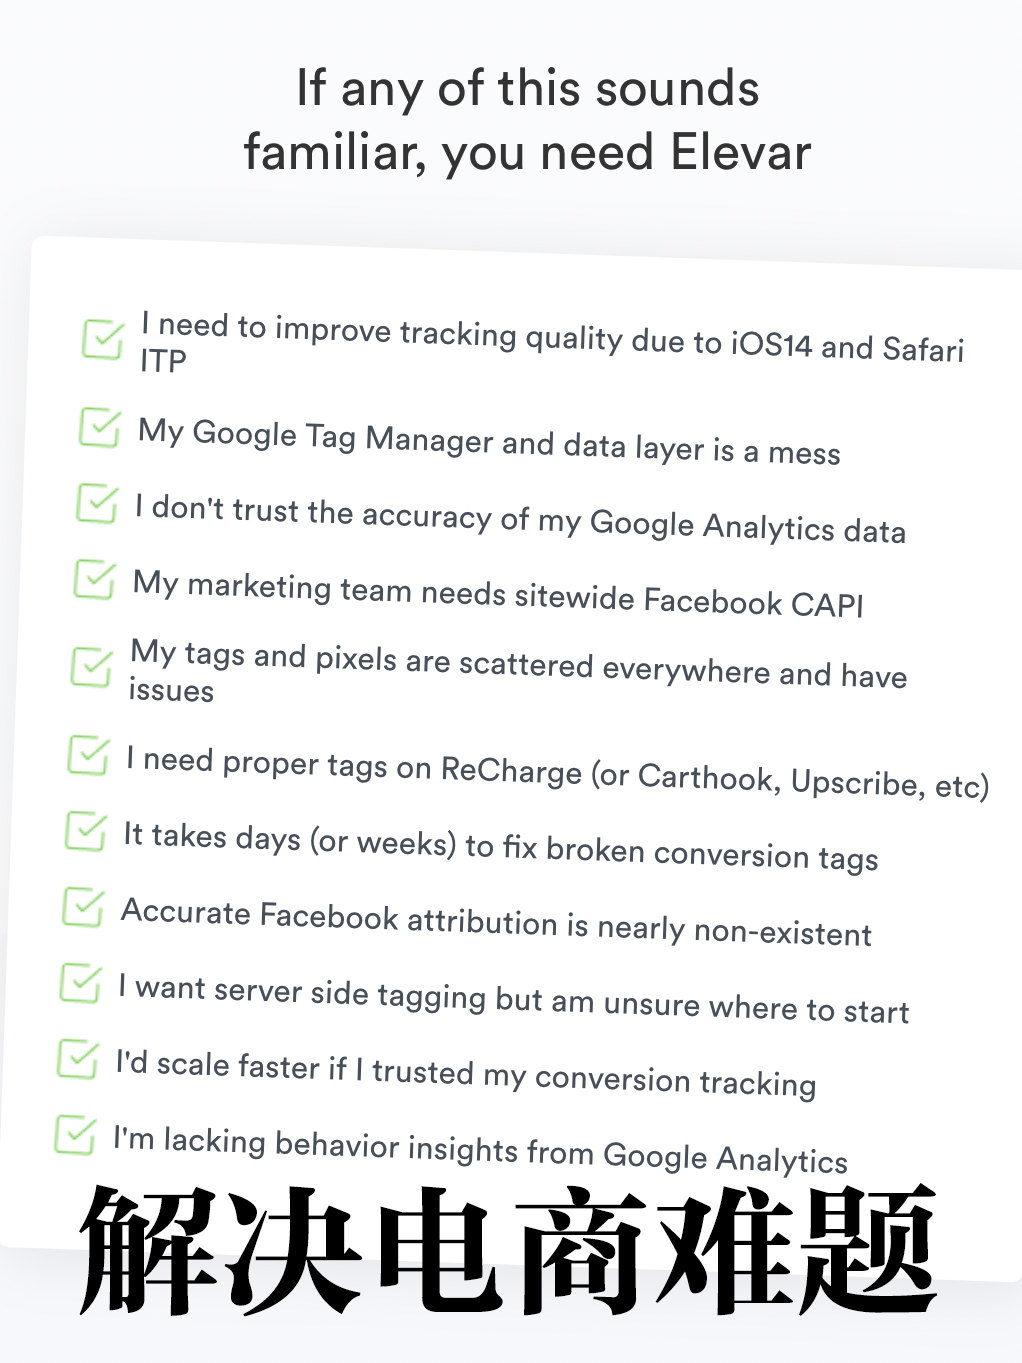 If any of this sounds
familiar, you need Elevar
I need to improve tracking quality due to iOS14 and Safari
ITP
My Google Tag Manager and data layer is a mess
I don't trust the accuracy of my Google Analytics data
My marketing team needs sitewide Facebook CAPI
My tags and pixels are scattered everywhere and have
issues
I need proper tags on ReCharge (or Carthook, Upscribe, etc)
It takes days (or weeks) to fix broken conversion tags
Accurate Facebook attribution is nearly non-existent
I want server side tagging but am unsure where to start
I'd scale faster if I trusted my conversion tracking
I'm lacking behavior insights from Google Analytics
解决电商难题